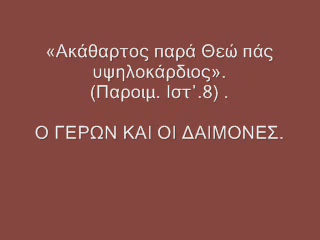 «Ακάθαρτος παρά Θεώ πάς
υψηλοκάρδιος».
(Παροιμ. Ιστ΄.8) .
Ο ΓΕΡΩΝ ΚΑΙ ΟΙ ΔΑΙΜΟΝΕΣ.